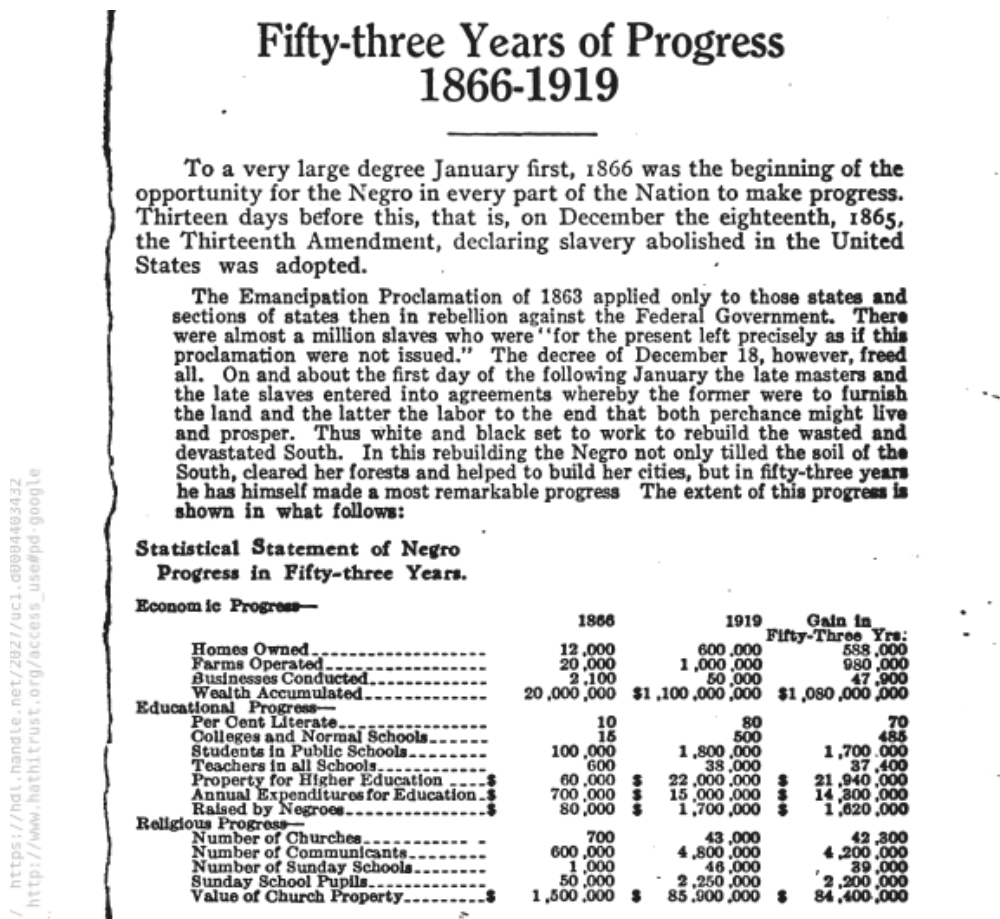 Fifty-three Years of Progress
1866-1919
To a very large degree January first, 1866 was the beginning of the
opportunity for the Negro in every part of the Nation to make progress.
Thirteen days before this, that is, on December the eighteenth, 1865,
the Thirteenth Amendment, declaring slavery abolished in the United
States was adopted.
The Emancipation Proclamation of 1863 applied only to those states and
sections of states then in rebellion against the Federal Government. There
were almost a million slaves who were "for the present left precisely as if this
proclamation were not issued." The decree of December 18, however, freed
all. On and about the first day of the following January the late masters and
the late slaves entered into agreements whereby the former were to furnish
the land and the latter the labor to the end that both perchance might live
and prosper. Thus white and black set to work to rebuild the wasted and
devastated South. In this rebuilding the Negro not only tilled the soil of the
South, cleared her forests and helped to build her cities, but in fifty-three years
he has himself made a most remarkable progress The extent of this progress is
shown in what follows:
Statistical Statement of Negro
Progress in Fifty-three Years.
Economic Progress—
1866 1919 Gain in
Fifty-Three Yrs.
Homes Owned 12,000 600,000 588,000
Farms Operated 20,000 1,000,000 980,000
Businesses Conducted 2,100 50,000 47,900
Wealth Accumulated 20,000,000 $1,100,000,000 $1,080,000,000
Educational Progress—
Per Cent Literate 10 80 70
Colleges and Normal Schools 15 500 485
Students in Public Schools 100,000 1,800,000 1,700,000
Teachers in all Schools 600 38,000 37,400
Property for Higher Education $ 60,000 $ 22,000,000 $ 21,940,000
Annual Expenditures for Education $ 700,000 $ 15,000,000 $ 14,300,000
Raised by Negroes $ 80,000 $ 1,700,000 $ 1,620,000
Religious Progress—
Number of Churches 700 43,000 42,300
Number of Communicants 600,000 4,800,000 4,200,000
Number of Sunday Schools 1,000 46,000 39,000
Sunday School Pupils 50,000 2,250,000 2,200,000
Value of Church Property $ 1,500,000 $ 85,900,000 $ 84,400,000
/ https://hdl.handle.net/2027/uc1.d0004403432
http://www.hathitrust.org/access_use#pd-google